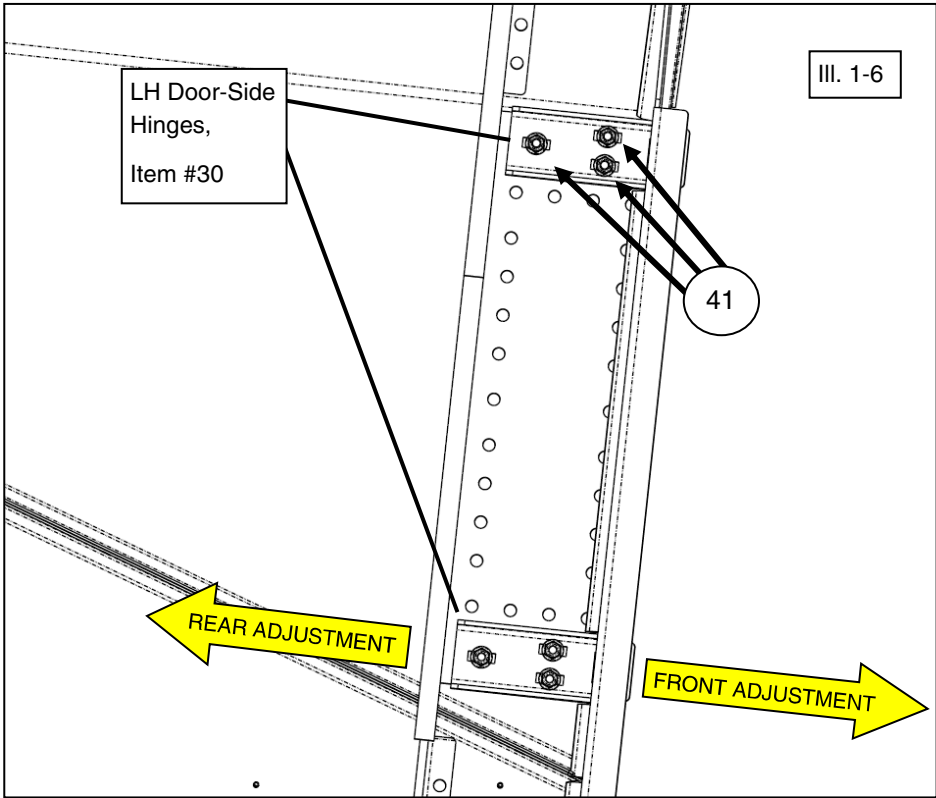 Ill. 1-6
LH Door-Side
Hinges,
Item #30
41
REAR ADJUSTMENT
FRONT ADJUSTMENT